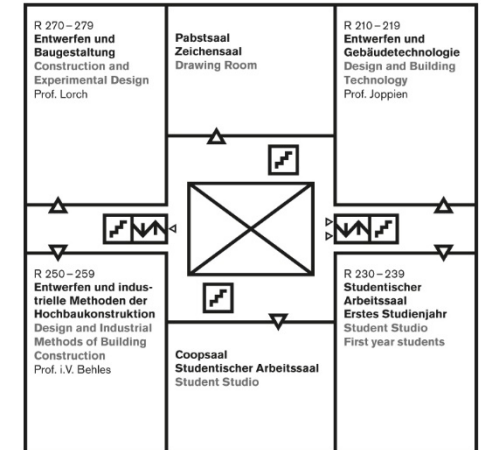 R 270 – 279
Entwerfen und
Baugestaltung
Construction and
Experimental Design
Prof. Lorch
Pabstsaal
Zeichensaal
Drawing Room
R 210 – 219
Entwerfen und
Gebäudetechnologie
Design and Building
Technology
Prof. Joppien
R 250 – 259
Entwerfen und indus-
trielle Methoden der
Hochbaukonstruktion
Design and Industrial
Methods of Building
Construction
Prof. i.V. Behles
Coopsaal
Studentischer Arbeitssaal
Student Studio
R 230 – 239
Studentischer
Arbeitssaal
Erstes Studienjahr
Student Studio
First year students